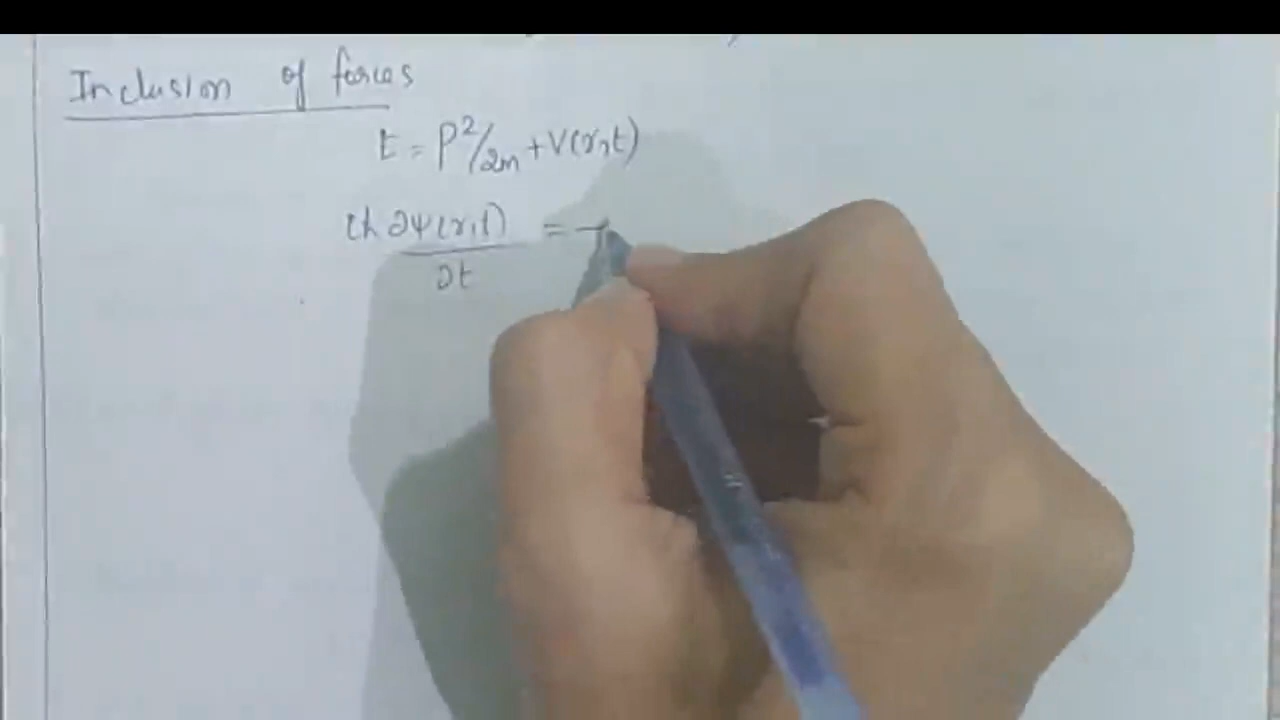 Inclusion of forces
E = P²/2m + V(r,t)
iħ ∂Ψ(r,t) = -
∂t